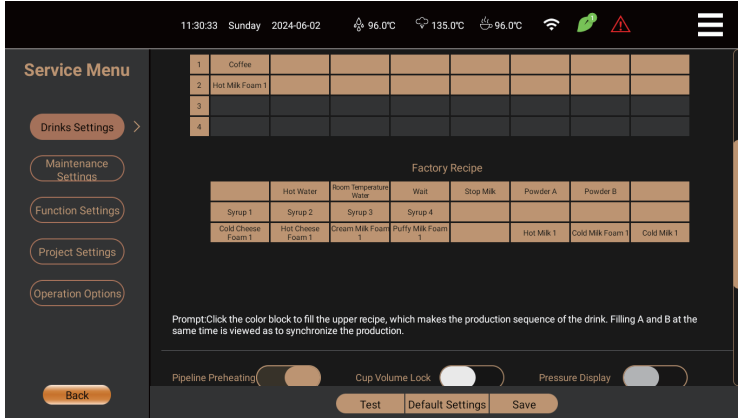 11:30:33 Sunday 2024-06-02 96.0℃ 135.0℃ 96.0℃ 1
Service Menu
Drinks Settings
Maintenance
Settings
Function Settings
Project Settings
Operation Options
Back
1 Coffee
2 Hot Milk Foam 1
3
4
Factory Recipe
Hot Water Room Temperature Water Wait Stop Milk Powder A Powder B
Syrup 1 Syrup 2 Syrup 3 Syrup 4
Cold Cheese Foam 1 Hot Cheese Foam 1 Cream Milk Foam 1 Puffy Milk Foam 1 Hot Milk 1 Cold Milk Foam 1 Cold Milk 1
Prompt:Click the color block to fill the upper recipe, which makes the production sequence of the drink. Filling A and B at the
same time is viewed as to synchronize the production.
Pipeline Preheating Cup Volume Lock Pressure Display
Test Default Settings Save